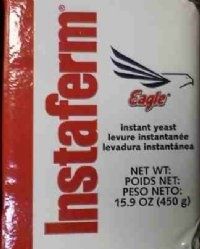 Instaferm®
Eagle®
instant yeast
levure instantanée
levadura instantánea
NET WT:
POIDS NET:
PESO NETO:
15.9 OZ (450 g)